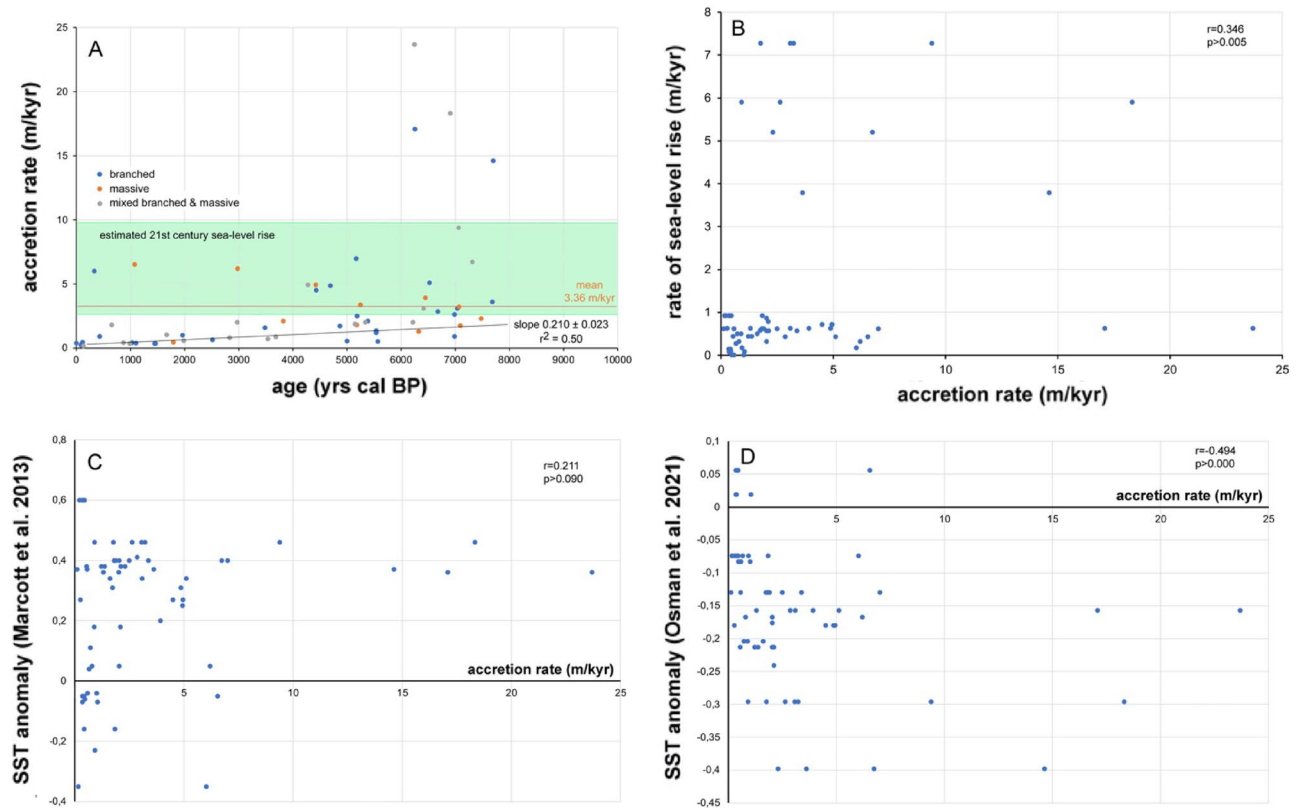 A
25
20
15
10
5
0
accretion rate (m/kyr)
branched
massive
mixed branched & massive
estimated 21st century sea-level rise
mean
3.36 m/kyr
slope 0.210 ± 0.023
r² = 0.50
0 1000 2000 3000 4000 5000 6000 7000 8000 9000 10000
age (yrs cal BP)
B
r=0.346
p>0.005
8
7
6
5
4
3
2
1
0
rate of sea-level rise (m/kyr)
0 5 10 15 20 25
accretion rate (m/kyr)
C
r=0.211
p>0.090
0,8
0,6
0,4
0,2
0
-0,2
-0,4
SST anomaly (Marcott et al. 2013)
accretion rate (m/kyr)
5 10 15 20 25
D
r=-0.494
p>0.000
0,1
0,05
0
-0,05
-0,1
-0,15
-0,2
-0,25
-0,3
-0,35
-0,4
-0,45
SST anomaly (Osman et al. 2021)
accretion rate (m/kyr)
5 10 15 20 25